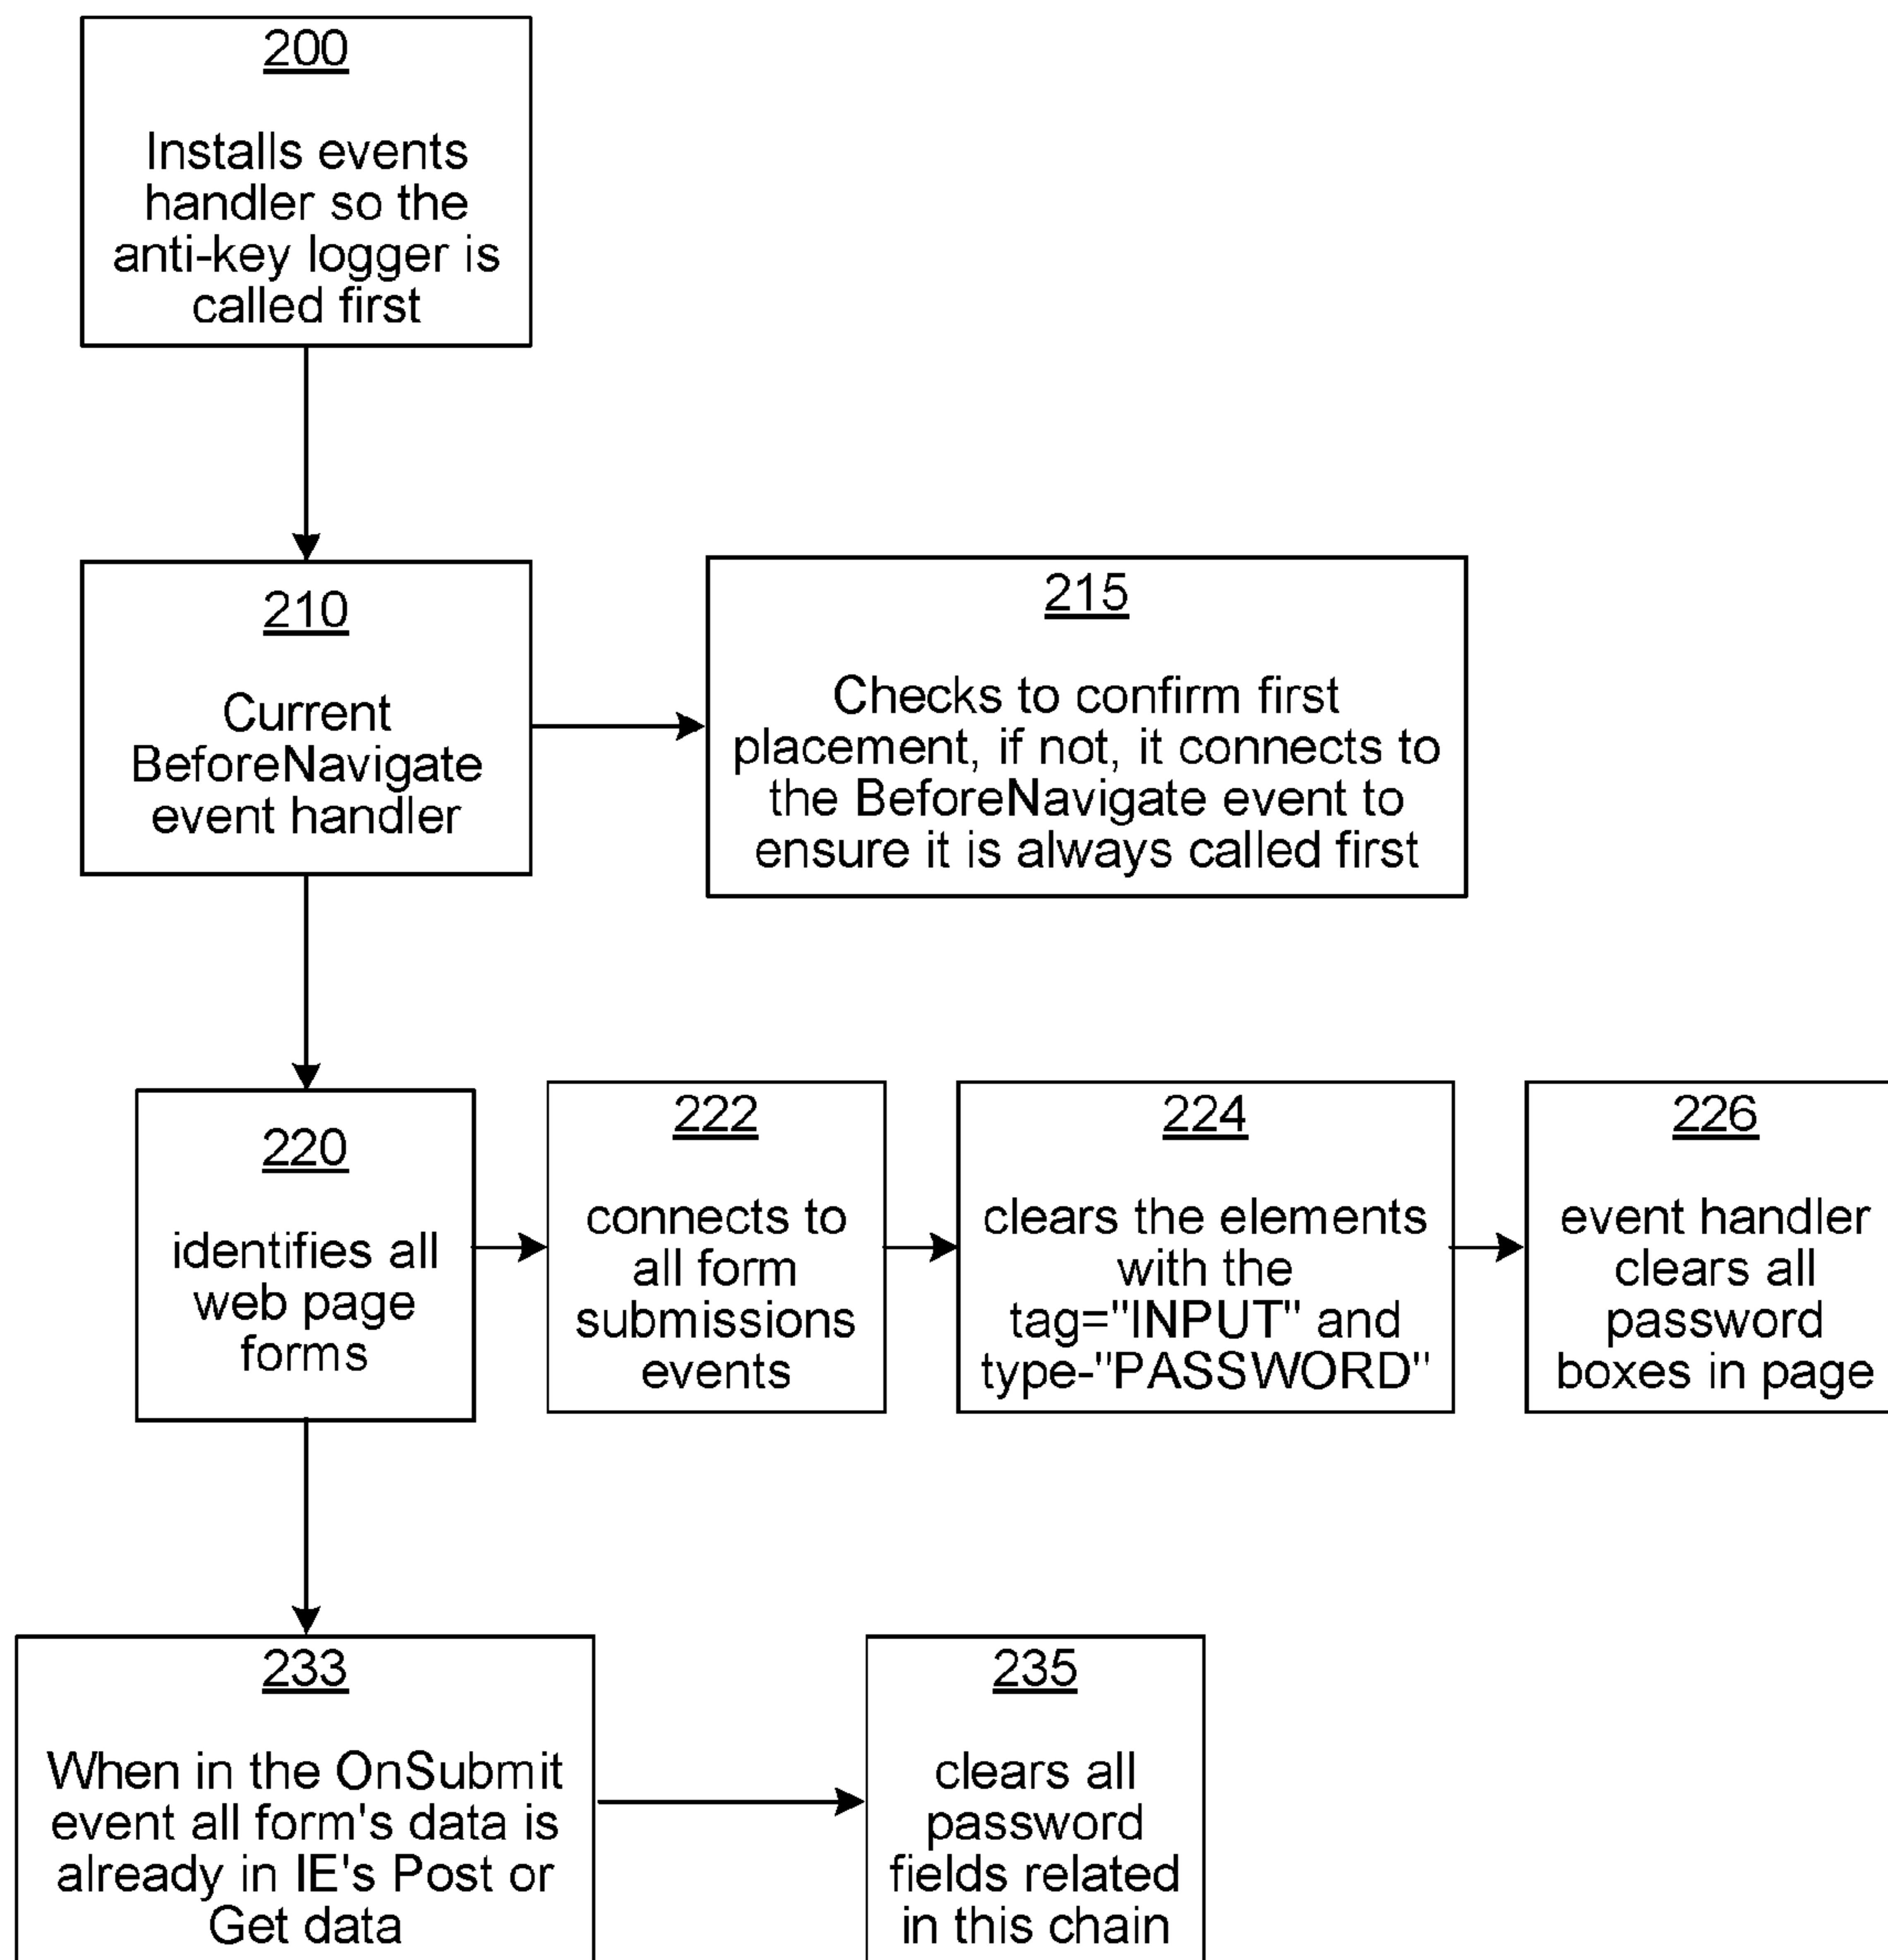 200
Installs events
handler so the
anti-key logger is
called first
210
Current
BeforeNavigate
event handler
215
Checks to confirm first
placement, if not, it connects to
the BeforeNavigate event to
ensure it is always called first
220
identifies all
web page
forms
222
connects to
all form
submissions
events
224
clears the elements
with the
tag="INPUT" and
type-"PASSWORD"
226
event handler
clears all
password
boxes in page
233
When in the OnSubmit
event all form's data is
already in IE's Post or
Get data
235
clears all
password
fields related
in this chain